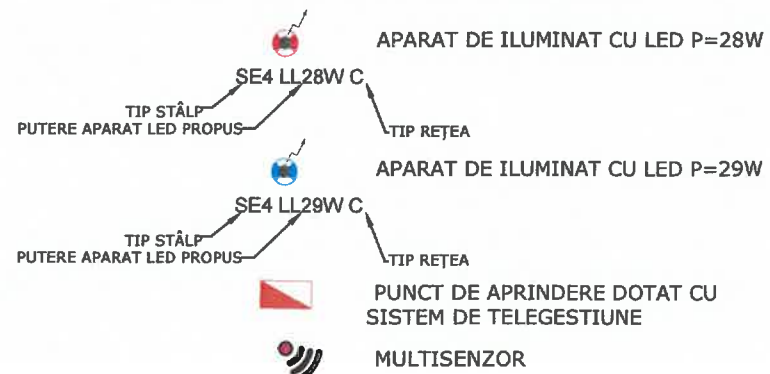 APARAT DE ILUMINAT CU LED P=28W
SE4 LL28W C
TIP STÂLP
PUTERE APARAT LED PROPUS
TIP REȚEA
APARAT DE ILUMINAT CU LED P=29W
SE4 LL29W C
TIP STÂLP
PUTERE APARAT LED PROPUS
TIP REȚEA
PUNCT DE APRINDERE DOTAT CU
SISTEM DE TELEGESTIUNE
MULTISENZOR